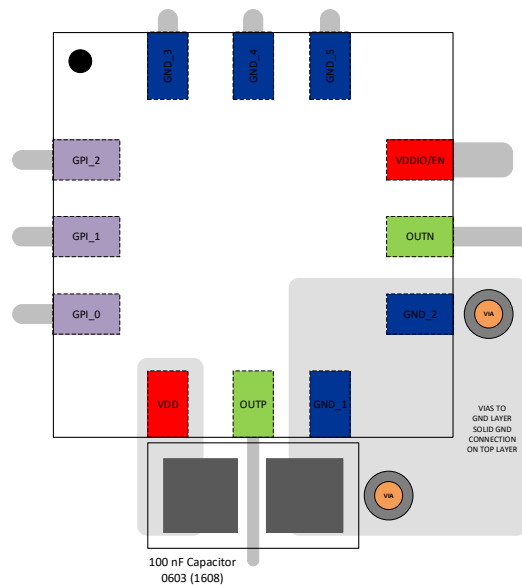 GND_3
GND_4
GND_5
GPI_2
VDDIO/EN
GPI_1
OUTN
GPI_0
GND_2
VIA
VDD
OUTP
GND_1
VIAS TO
GND LAYER
SOLID GND
CONNECTION
ON TOP LAYER
VIA
100 nF Capacitor
0603 (1608)